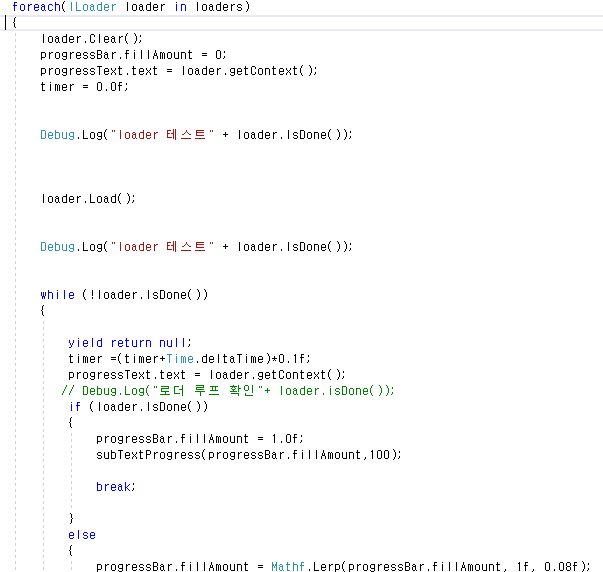 foreach(ILoader loader in loaders)
{
loader.Clear();
progressBar.fillAmount = 0;
progressText.text = loader.getContext();
timer = 0.0f;
Debug.Log("loader 테스트" + loader.IsDone());
loader.Load();
Debug.Log("loader 테스트" + loader.IsDone());
while (!loader.IsDone())
{
yield return null;
timer =(timer+Time.deltaTime)*0.1f;
progressText.text = loader.getContext();
// Debug.Log("로더 루프 확인"+ loader.isDone());
if (loader.IsDone())
{
progressBar.fillAmount = 1.0f;
subTextProgress(progressBar.fillAmount,100);
break;
}
else
{
progressBar.fillAmount = Mathf.Lerp(progressBar.fillAmount, 1f, 0.08f);